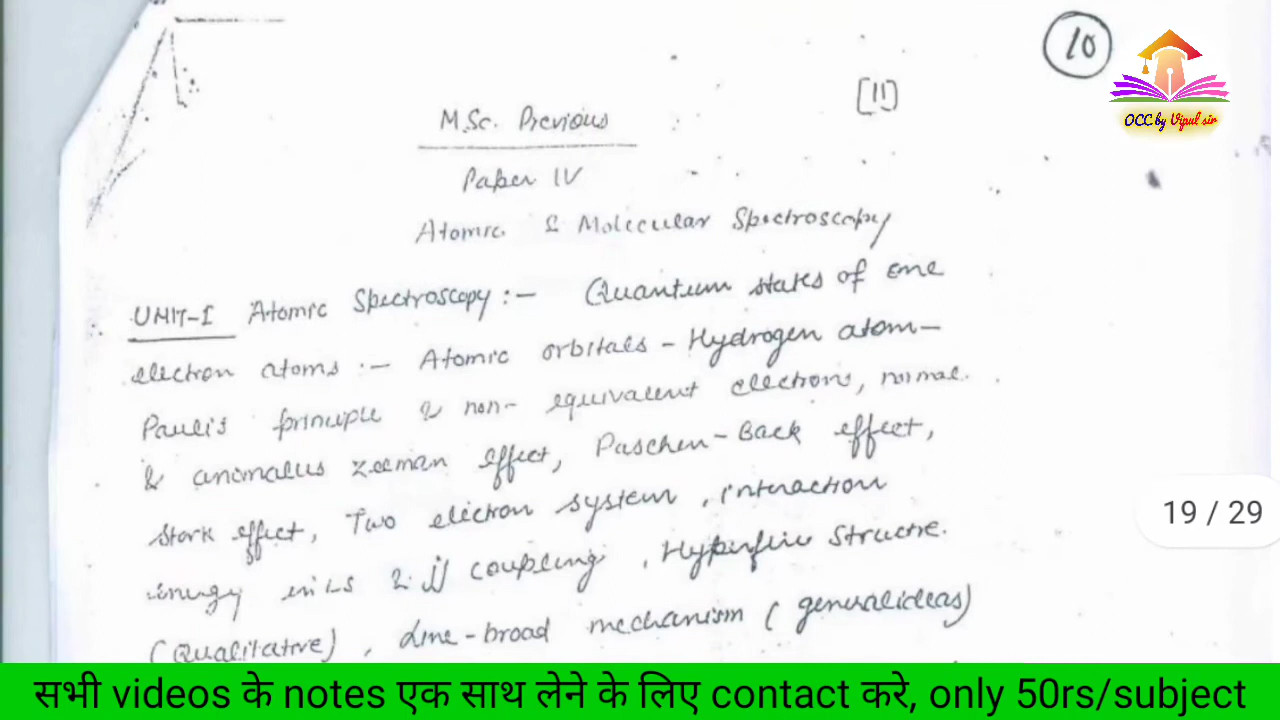 10
[11]
OCC by Vipul sir
M.Sc. Previous
Paper IV
Atomic & Molecular Spectroscopy
UNIT-I Atomic Spectroscopy :- Quantum states of one
electron atoms :- Atomic orbitals - Hydrogen atom -
Pauli's principle & non- equivalent electrons, normal
& anomalus zeeman effect, Paschen-Back effect,
Stark effect, Two electron system, interaction
energy in LS & JJ coupling, Hyperfine Structre.
(Qualitative), Line-broad mechanism (general ideas)
19 / 29
सभी videos के notes एक साथ लेने के लिए contact करे, only 50rs/subject